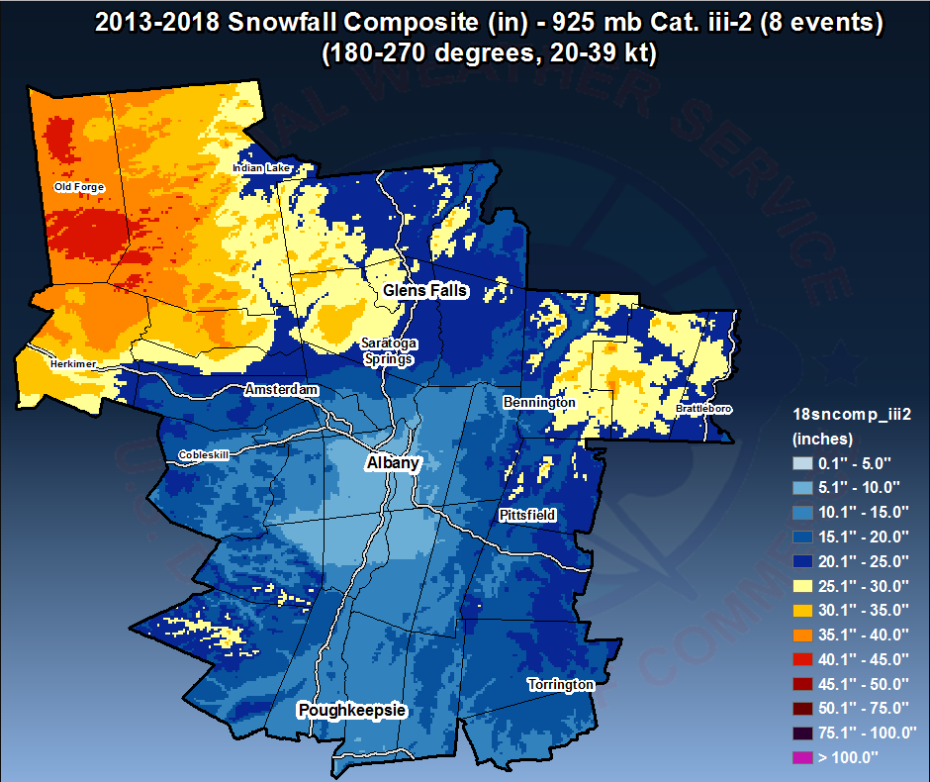 2013-2018 Snowfall Composite (in) - 925 mb Cat. iii-2 (8 events)
(180-270 degrees, 20-39 kt)
Indian Lake
Old Forge
Glens Falls
Saratoga
Springs
Herkimer
Amsterdam
Bennington
Brattleboro
Cobleskill
Albany
Pittsfield
Torrington
Poughkeepsie
18sncomp_iii2
(inches)
0.1" - 5.0"
5.1" - 10.0"
10.1" - 15.0"
15.1" - 20.0"
20.1" - 25.0"
25.1" - 30.0"
30.1" - 35.0"
35.1" - 40.0"
40.1" - 45.0"
45.1" - 50.0"
50.1" - 75.0"
75.1" - 100.0"
> 100.0"
WEATHER SERVICE